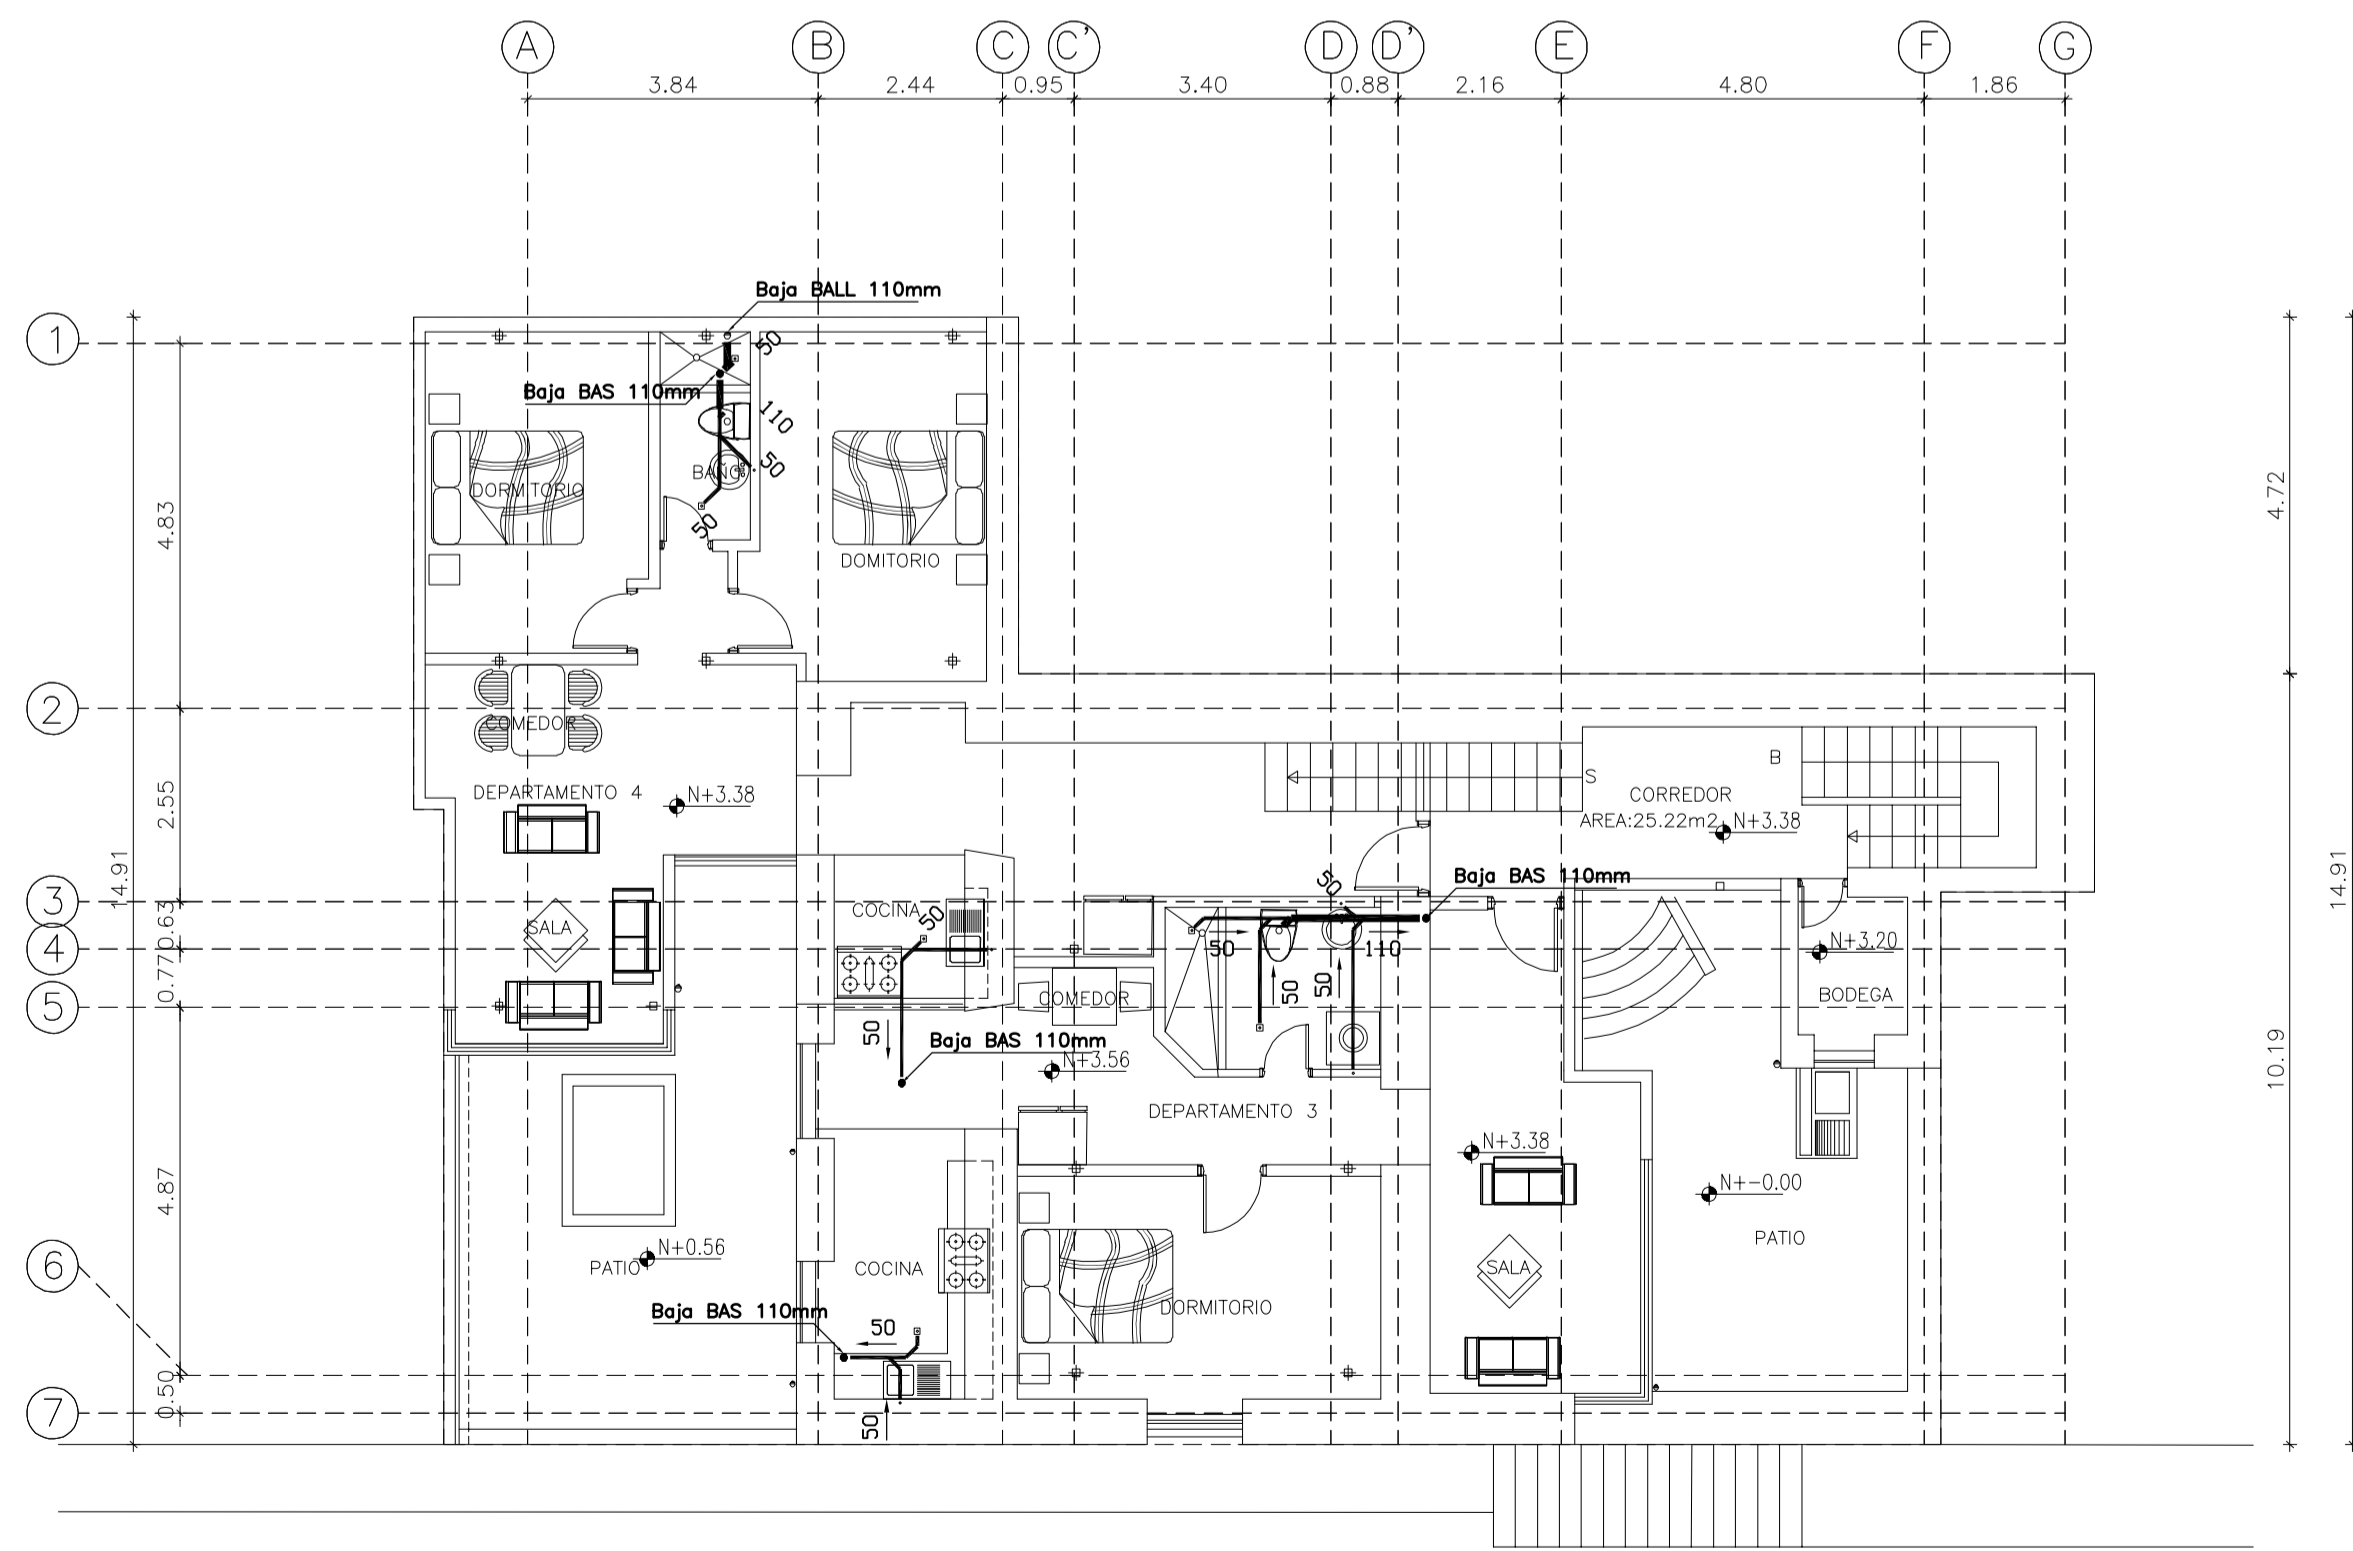 A B C C' D D' E F G
3.84 2.44 0.95 3.40 0.88 2.16 4.80 1.86
Baja BALL 110mm
1
50
Baja BAS 110mm
110
50
BAÑO
DORMITORIO
50
4.83
4.72
DOMITORIO
2
COMEDOR
DEPARTAMENTO 4
N+3.38
2.55
S
B
CORREDOR
AREA:25.22m2
N+3.38
14.91
14.91
Baja BAS 110mm
3
0.63
COCINA
50
50
SALA
50
110
4
0.77
N+3.20
5
COMEDOR
50
50
BODEGA
50
Baja BAS 110mm
N+3.56
10.19
DEPARTAMENTO 3
N+3.38
4.87
N+-0.00
PATIO
N+0.56
PATIO
6
COCINA
SALA
Baja BAS 110mm
DORMITORIO
50
0.50
7
50